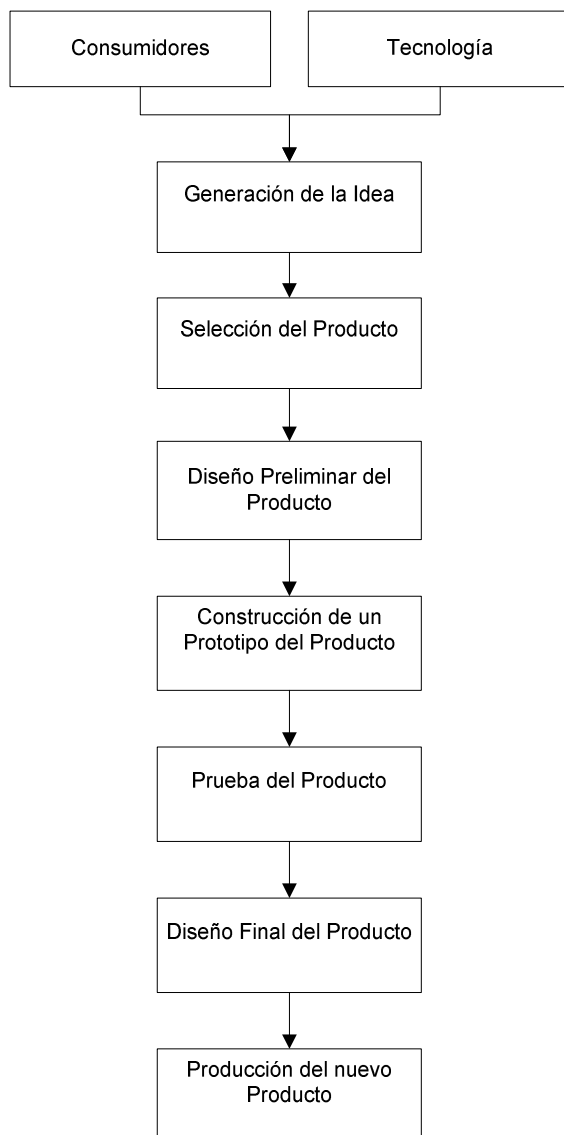 Consumidores
Tecnología
Generación de la Idea
Selección del Producto
Diseño Preliminar del
Producto
Construcción de un
Prototipo del Producto
Prueba del Producto
Diseño Final del Producto
Producción del nuevo
Producto